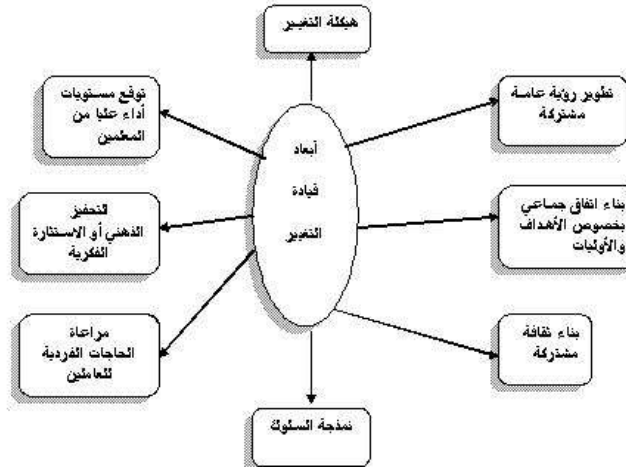 هيكلة التغيير
تطوير رؤية عامة
مشتركة
توقع مستويات
أداء عليا من
المعلمين
أبعاد
قيادة
التغيير
بناء اتفاق جماعي
بخصوص الأهداف
والأوليات
التحفيز
الذهني أو الاستثارة
الفكرية
بناء ثقافة
مشتركة
مراعاة
الحاجات الفردية
للعاملين
نمذجة السلوك